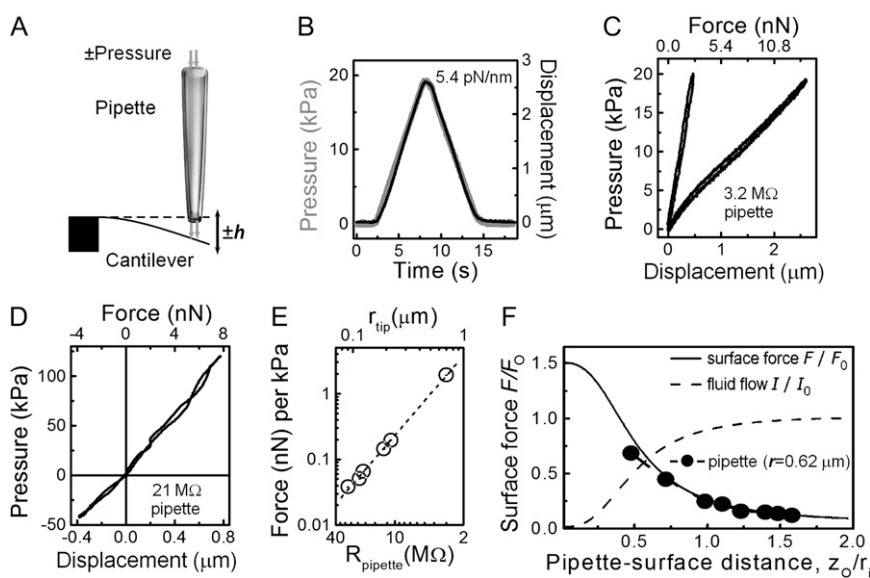 A
±Pressure
Pipette
±h
Cantilever
B
5.4 pN/nm
Pressure (kPa)
20
15
10
5
0
Displacement (μm)
3
2
1
0
0 5 10 15
Time (s)
C
Force (nN)
0.0 5.4 10.8
Pressure (kPa)
20
15
10
5
0
3.2 MΩ
pipette
0 1 2
Displacement (μm)
D
Force (nN)
-4 0 4 8
Pressure (kPa)
100
50
0
-50
21 MΩ
pipette
0.0 0.4 0.8
Displacement (μm)
E
r_tip(μm)
0.1 1
Force (nN) per kPa
1
0.1
0.01
40 10 2
R_pipette(MΩ)
F
Surface force F/F_O
1.5
1.0
0.5
0.0
surface force F / F_0
fluid flow I / I_0
pipette (r=0.62 μm)
0.0 0.5 1.0 1.5 2.0
Pipette-surface distance, z_O/r_i